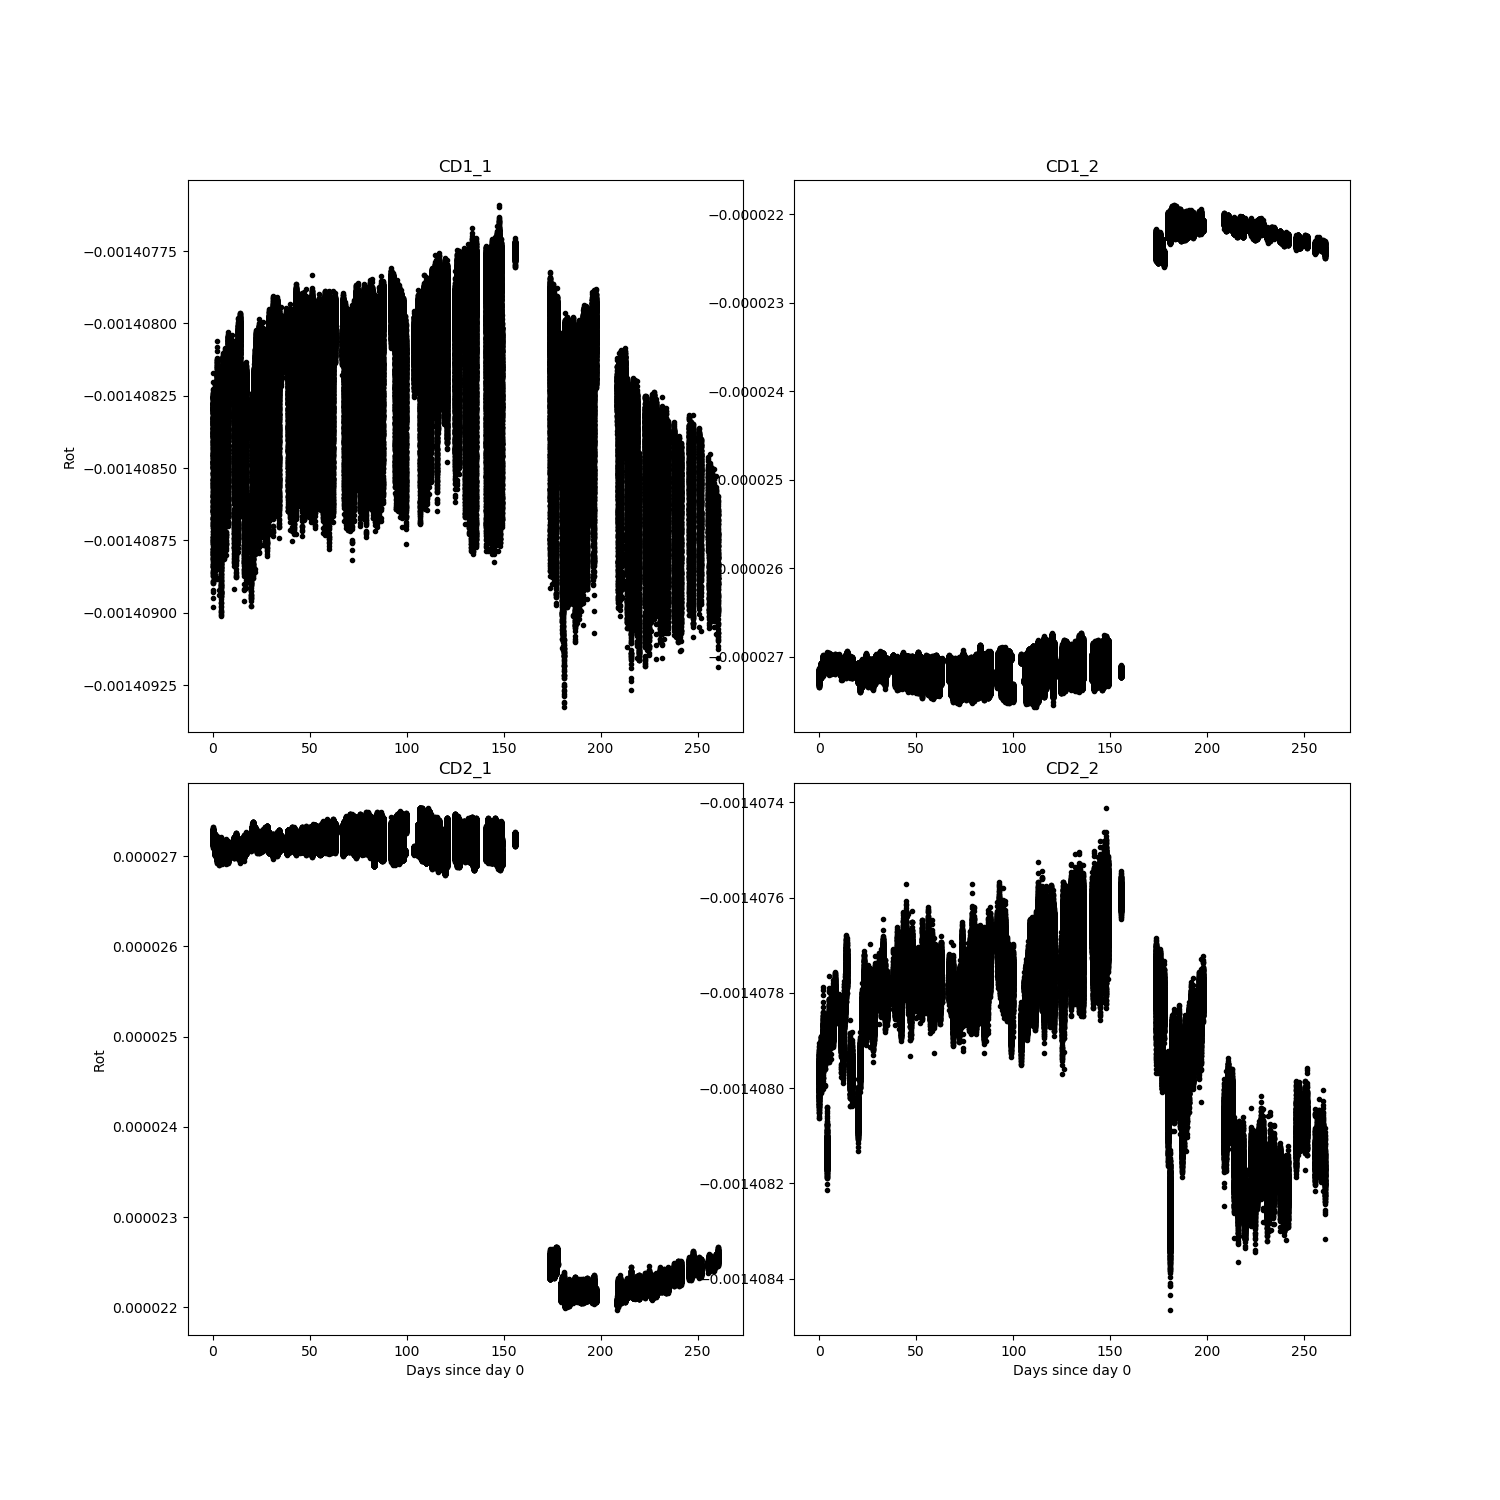 CD1_1
CD1_2
−0.00140775
−0.00140800
−0.00140825
−0.00140850
−0.00140875
−0.00140900
−0.00140925
Rot
0 50 100 150 200 250
−0.000022
−0.000023
−0.000024
−0.000025
−0.000026
−0.000027
0 50 100 150 200 250
CD2_1
CD2_2
0.000027
0.000026
0.000025
0.000024
0.000023
0.000022
Rot
0 50 100 150 200 250
Days since day 0
−0.0014074
−0.0014076
−0.0014078
−0.0014080
−0.0014082
−0.0014084
0 50 100 150 200 250
Days since day 0